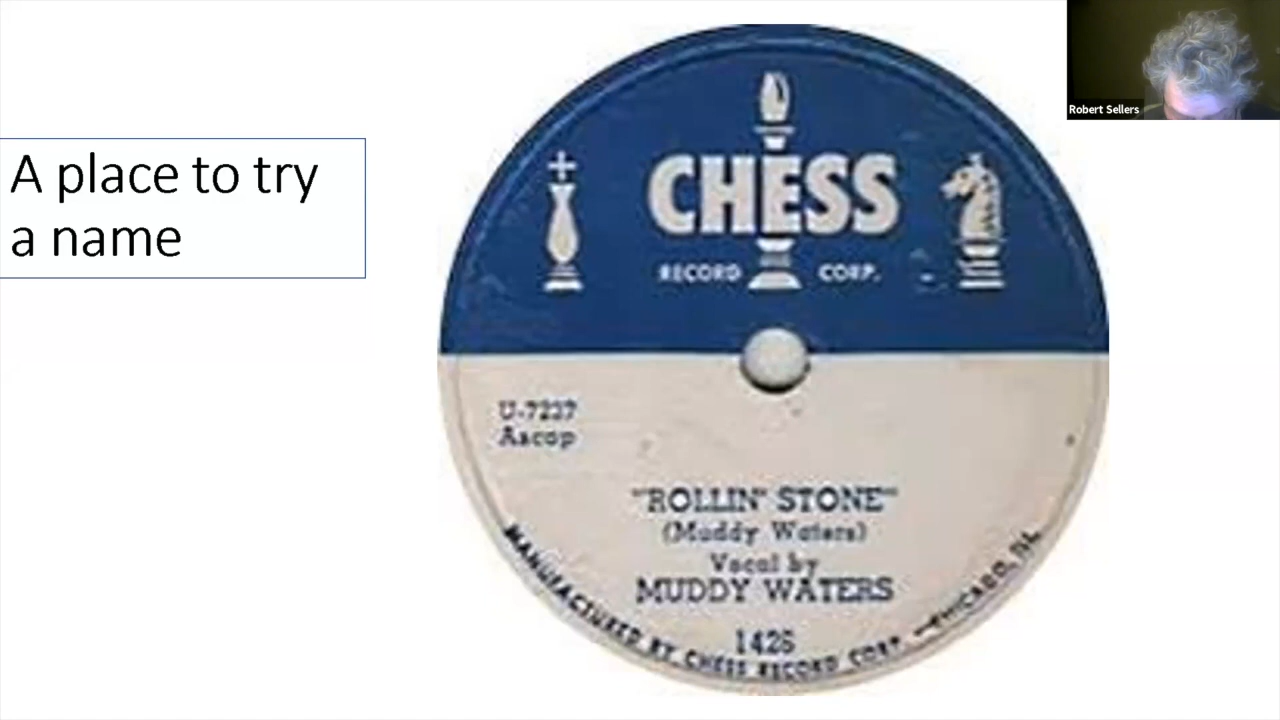 A place to try
a name
Robert Sellers
CHESS
RECORD CORP.
U-7237
Aacop
"ROLLIN' STONE"
(Muddy Waters)
Vocal by
MUDDY WATERS
1426
MANUFACTURED BY CHESS RECORD CORP. — CHICAGO, ILL.